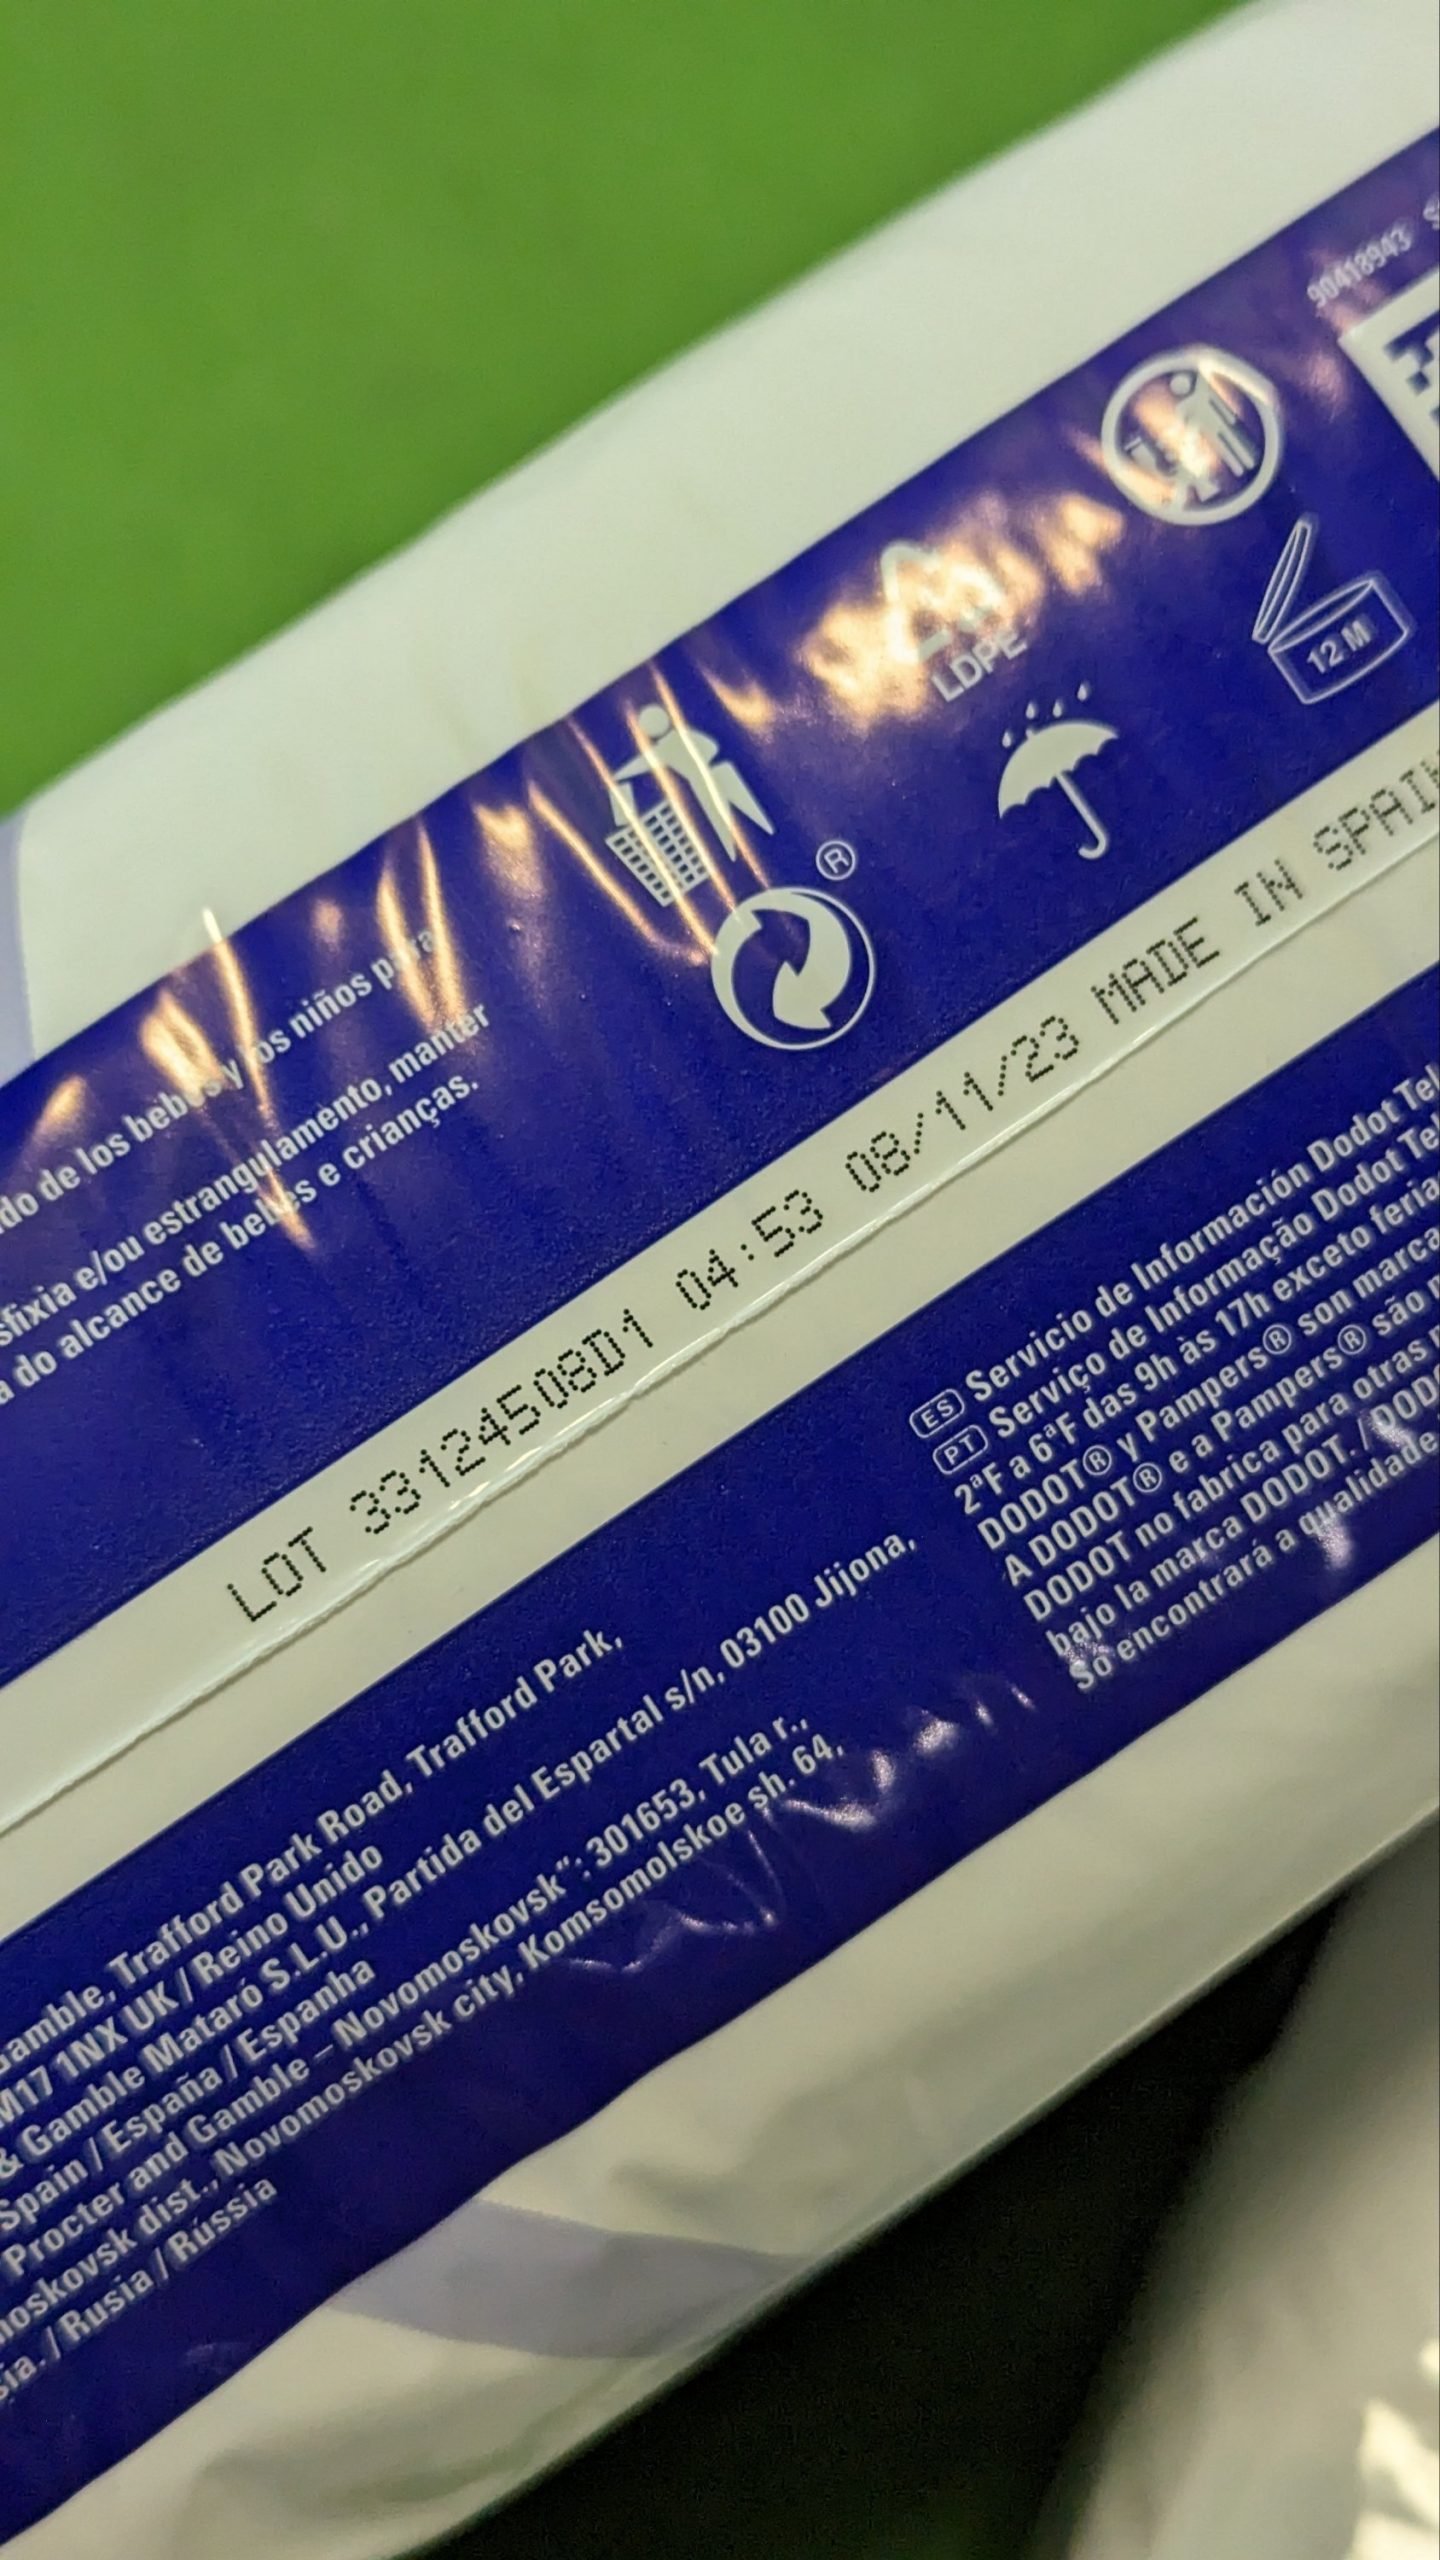 90418943
LDPE
12 M
do de los bebés y los niños para
sfixia e/ou estrangulamento, manter
a do alcance de bebés e crianças.
®
LOT 33124508D1 04:53 08/11/23 MADE IN SPAIN
Gamble, Trafford Park Road, Trafford Park,
M17 1NX UK / Reino Unido
& Gamble Mataró S.L.U., Partida del Espartal s/n, 03100 Jijona,
Spain / España / Espanha
Procter and Gamble – Novomoskovsk“: 301653, Tula r.,
moskovsk dist., Novomoskovsk city, Komsomolskoe sh. 64,
sia. / Rusia / Rússia
ES Servicio de Información Dodot Tel
PT Serviço de Informação Dodot Tel
2ªF a 6ªF das 9h às 17h exceto feria
DODOT® y Pampers® son marca
A DODOT® e a Pampers® são
DODOT no fabrica para otras
bajo la marca DODOT. / DODO
Só encontrará a qualidade